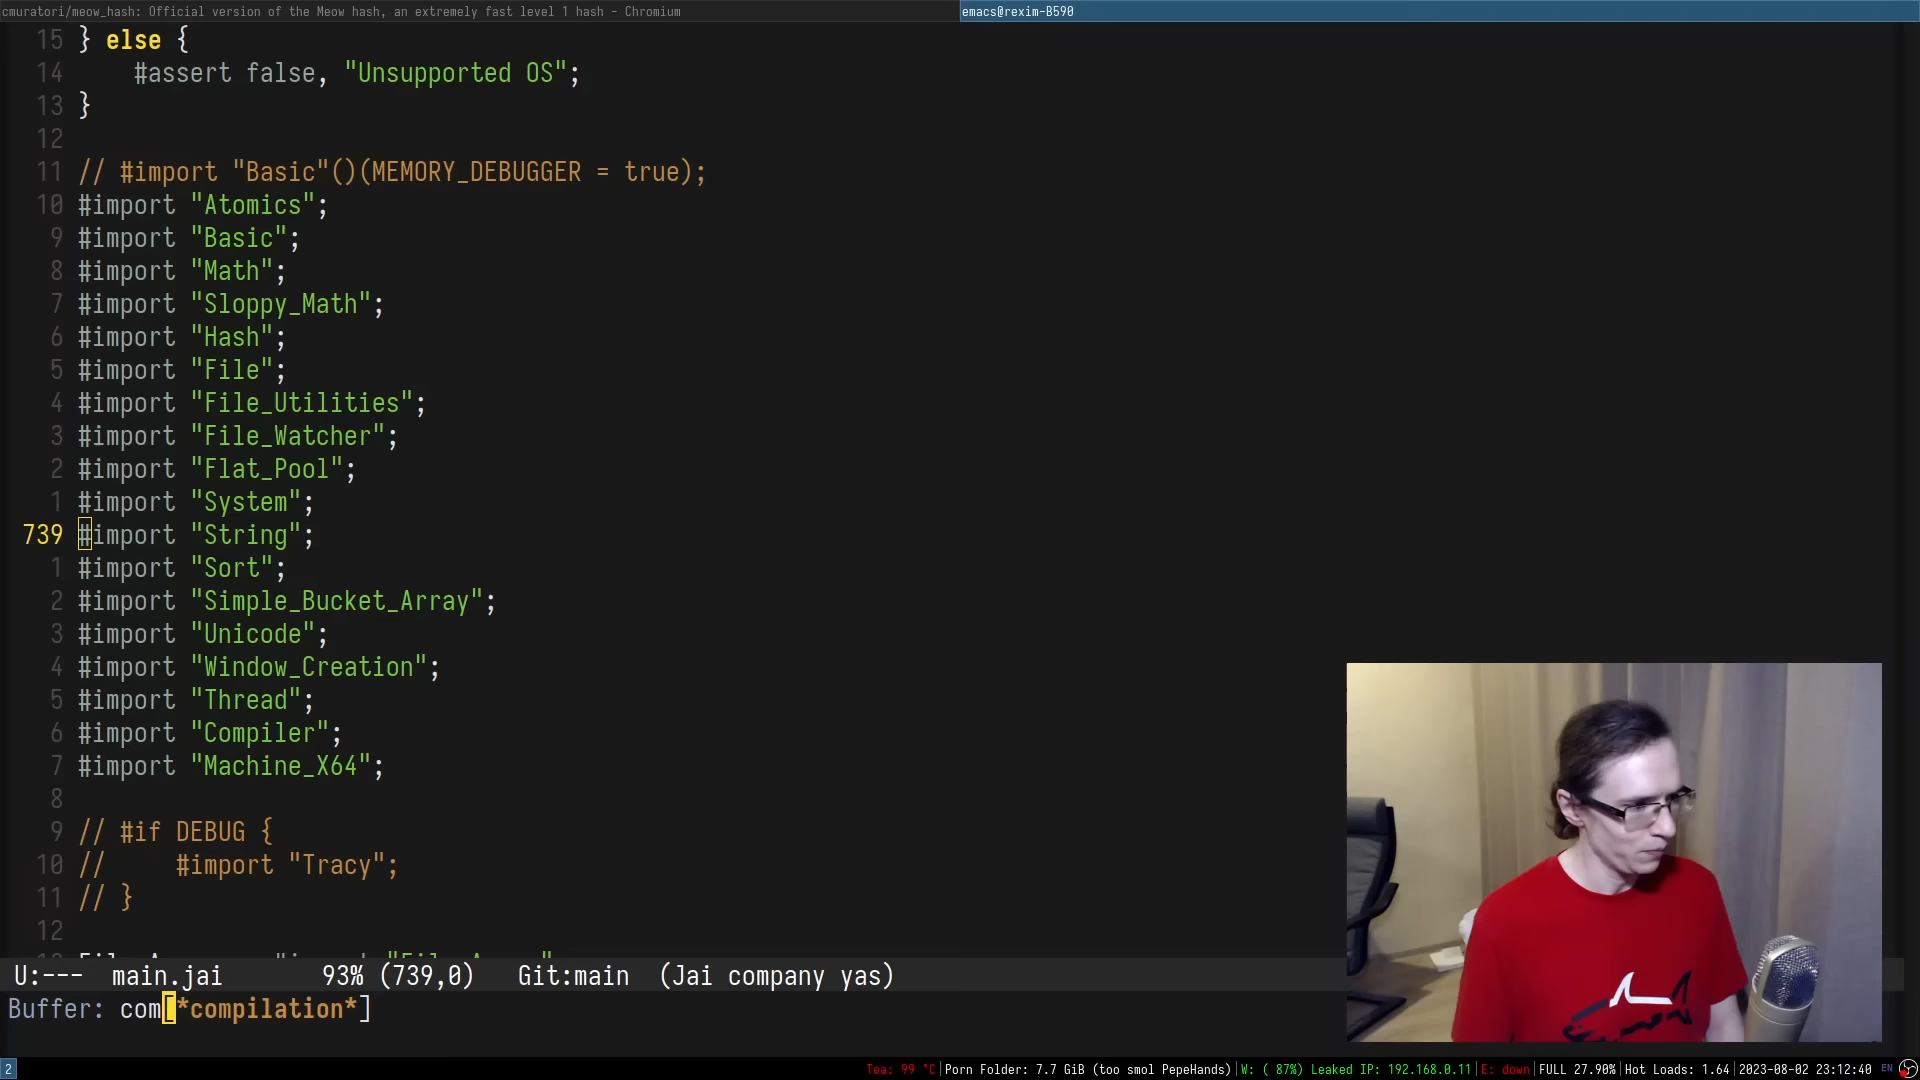 cmuratori/meow_hash: Official version of the Meow hash, an extremely fast level 1 hash - Chromium
emacs@rexim-B590
15 } else {
14     #assert false, "Unsupported OS";
13 }
12
11 // #import "Basic"()(MEMORY_DEBUGGER = true);
10 #import "Atomics";
9 #import "Basic";
8 #import "Math";
7 #import "Sloppy_Math";
6 #import "Hash";
5 #import "File";
4 #import "File_Utilities";
3 #import "File_Watcher";
2 #import "Flat_Pool";
1 #import "System";
739 #import "String";
1 #import "Sort";
2 #import "Simple_Bucket_Array";
3 #import "Unicode";
4 #import "Window_Creation";
5 #import "Thread";
6 #import "Compiler";
7 #import "Machine_X64";
8
9 // #if DEBUG {
10 //     #import "Tracy";
11 // }
12
U:---  main.jai       93% (739,0)   Git:main  (Jai company yas)
Buffer: com[*compilation*]
2
Tea: 99 °C|Porn Folder: 7.7 GiB (too smol PepeHands)|W: ( 87%) Leaked IP: 192.168.0.11|E: down|FULL 27.90%|Hot Loads: 1.64|2023-08-02 23:12:40 EN